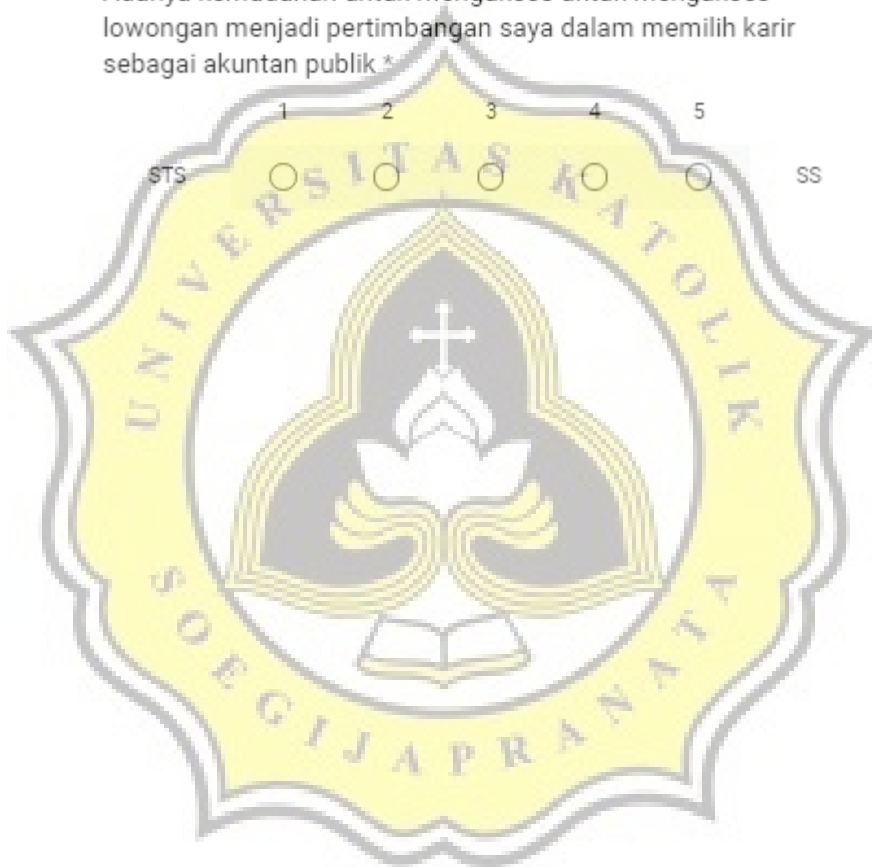 lowongan menjadi pertimbangan saya dalam memilih karir
sebagai akuntan publik *
1 2 3 4 5
STS SS
UNIVERSITAS KATOLIK
SOEGIJAPRANATA